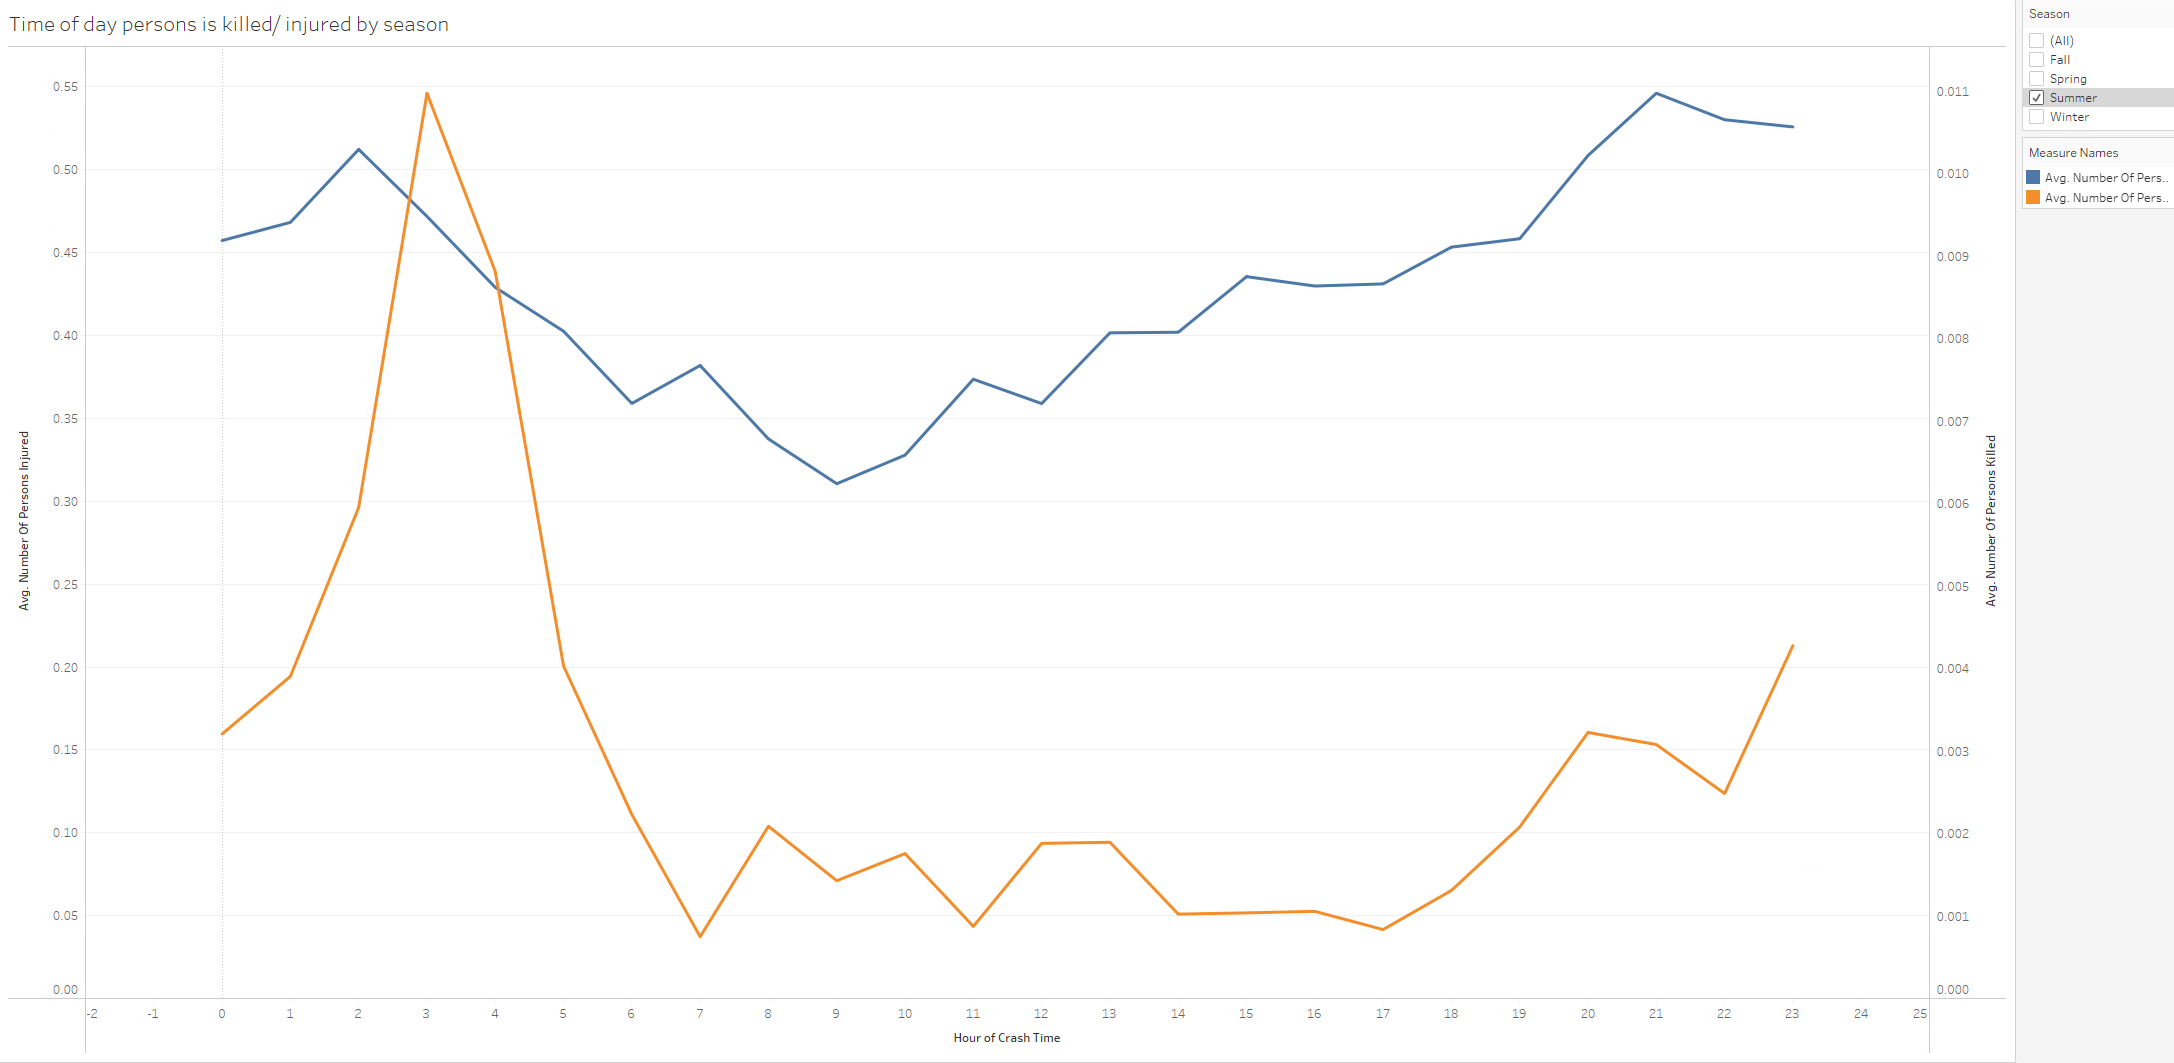 Time of day persons is killed/ injured by season
0.55
0.50
0.45
0.40
0.35
0.30
0.25
0.20
0.15
0.10
0.05
0.00
Avg. Number Of Persons Injured
0.011
0.010
0.009
0.008
0.007
0.006
0.005
0.004
0.003
0.002
0.001
0.000
Avg. Number Of Persons Killed
-2 -1 0 1 2 3 4 5 6 7 8 9 10 11 12 13 14 15 16 17 18 19 20 21 22 23 24 25
Hour of Crash Time
Season
(All)
Fall
Spring
Summer
Winter
Measure Names
Avg. Number Of Pers..
Avg. Number Of Pers..